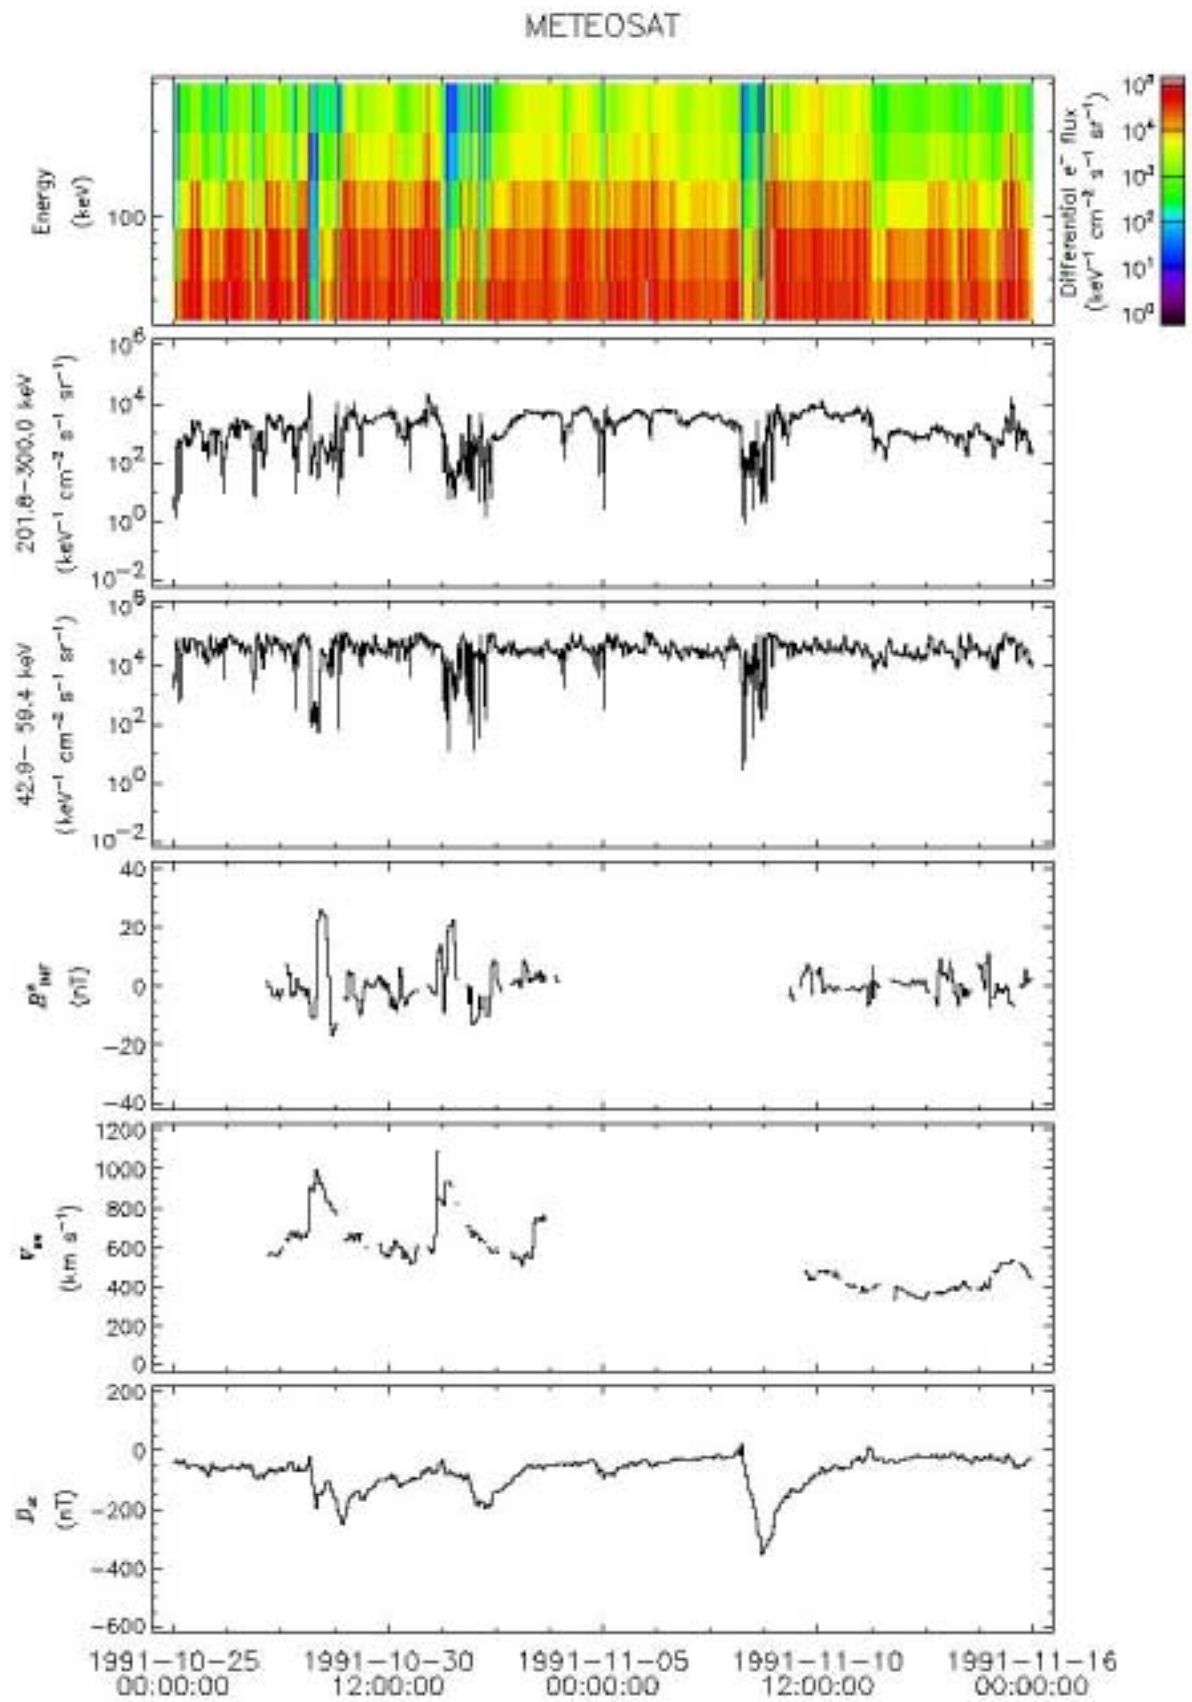 METEOSAT
Energy
(keV)
100
Differential e⁻ flux
(keV⁻¹ cm⁻² s⁻¹ sr⁻¹)
10⁵
10⁴
10³
10²
10¹
10⁰
201.8–300.0 keV
(keV⁻¹ cm⁻² s⁻¹ sr⁻¹)
10⁶
10⁴
10²
10⁰
10⁻²
42.9– 59.4 keV
(keV⁻¹ cm⁻² s⁻¹ sr⁻¹)
10⁴
10²
10⁰
10⁻²
(nT)
40
20
0
−20
−40
(km s⁻¹)
1200
1000
800
600
400
200
0
D_st
(nT)
200
0
−200
−400
−600
1991−10−25 1991−10−30 1991−11−05 1991−11−10 1991−11−16
00:00:00 12:00:00 00:00:00 12:00:00 00:00:00